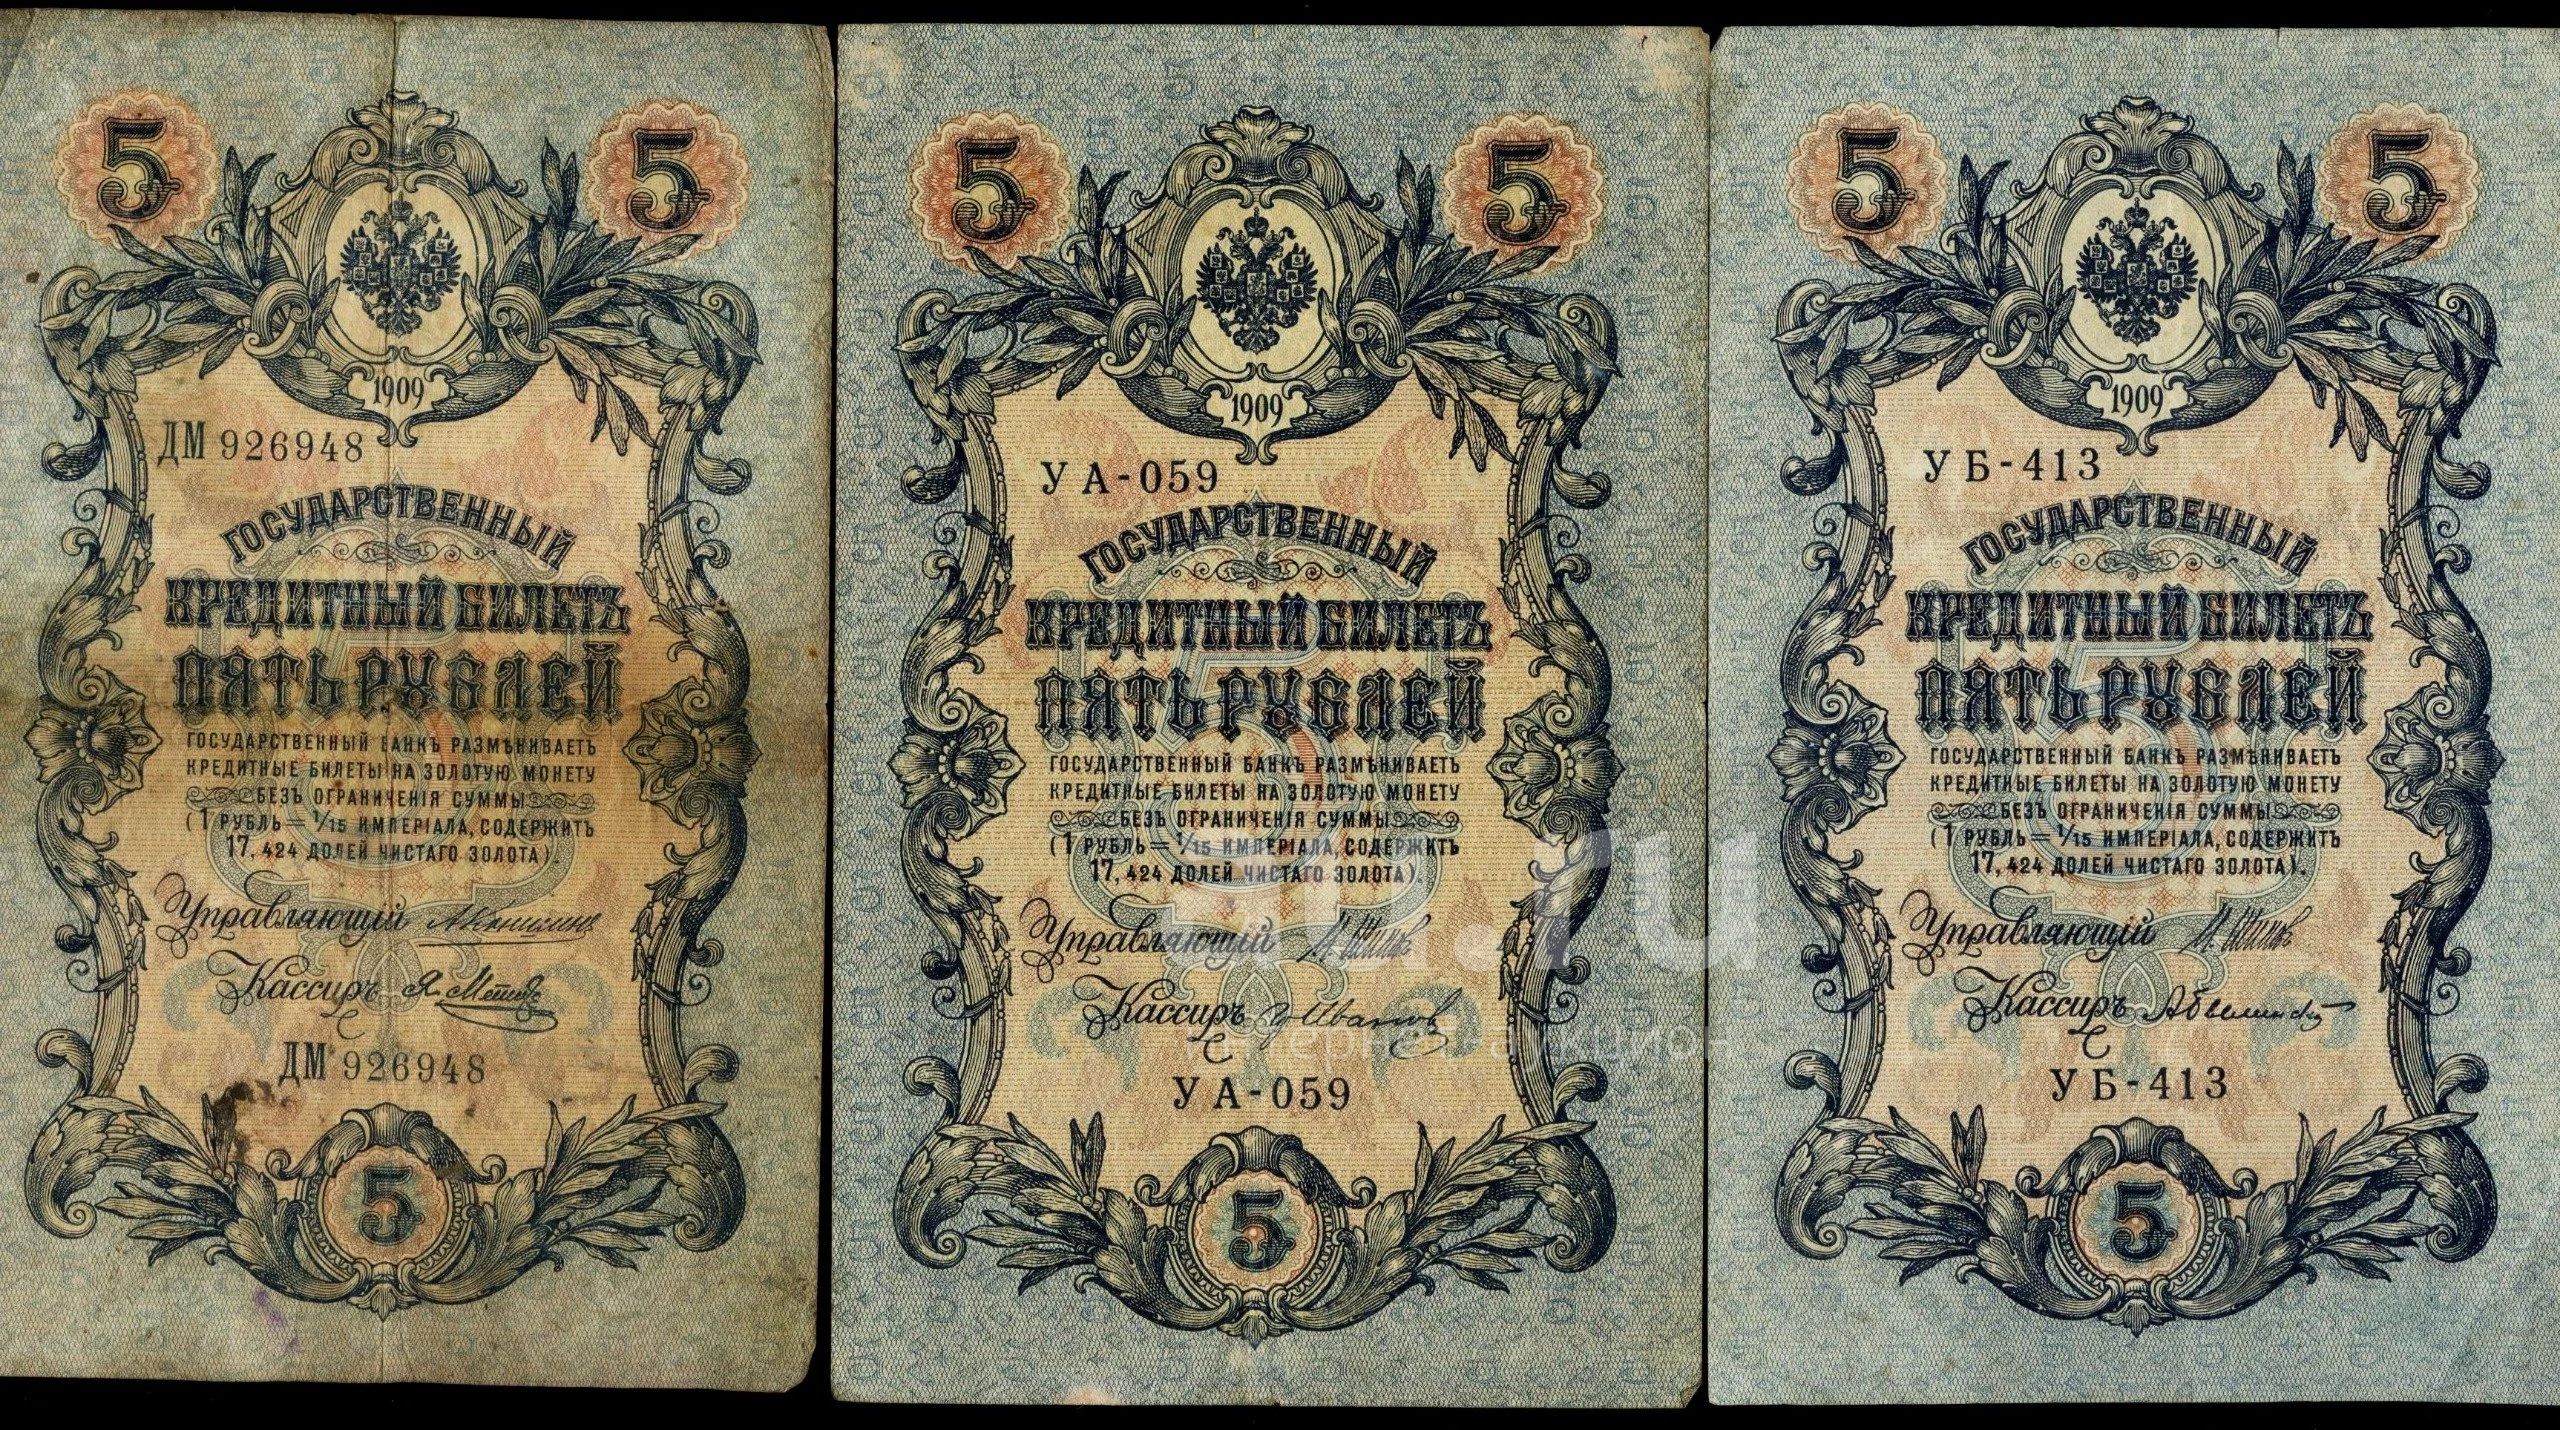 5
5
1909
ДМ 926948
ГОСУДАРСТВЕННЫЙ
КРЕДИТНЫЙ БИЛЕТЪ
ПЯТЬ РУБЛЕЙ
ГОСУДАРСТВЕННЫЙ БАНКЪ РАЗМѢНИВАЕТЪ
КРЕДИТНЫЕ БИЛЕТЫ НА ЗОЛОТУЮ МОНЕТУ
БЕЗЪ ОГРАНИЧЕНІЯ СУММЫ
(1 РУБЛЬ = 1/15 ИМПЕРІАЛА, СОДЕРЖИТЪ
17,424 ДОЛЕЙ ЧИСТАГО ЗОЛОТА).
Управляющій
Кассиръ
ДМ 926948
5
5
5
1909
УА-059
ГОСУДАРСТВЕННЫЙ
КРЕДИТНЫЙ БИЛЕТЪ
ПЯТЬ РУБЛЕЙ
ГОСУДАРСТВЕННЫЙ БАНКЪ РАЗМѢНИВАЕТЪ
КРЕДИТНЫЕ БИЛЕТЫ НА ЗОЛОТУЮ МОНЕТУ
БЕЗЪ ОГРАНИЧЕНІЯ СУММЫ
(1 РУБЛЬ = 1/15 ИМПЕРІАЛА, СОДЕРЖИТЪ
17,424 ДОЛЕЙ ЧИСТАГО ЗОЛОТА).
Управляющій
Кассиръ Гр Ивановъ
УА-059
5
5
5
1909
УБ-413
ГОСУДАРСТВЕННЫЙ
КРЕДИТНЫЙ БИЛЕТЪ
ПЯТЬ РУБЛЕЙ
ГОСУДАРСТВЕННЫЙ БАНКЪ РАЗМѢНИВАЕТЪ
КРЕДИТНЫЕ БИЛЕТЫ НА ЗОЛОТУЮ МОНЕТУ
БЕЗЪ ОГРАНИЧЕНІЯ СУММЫ
(1 РУБЛЬ = 1/15 ИМПЕРІАЛА, СОДЕРЖИТЪ
17,424 ДОЛЕЙ ЧИСТАГО ЗОЛОТА).
Управляющій
Кассиръ
УБ-413
5
.ru
интернет-аукцион